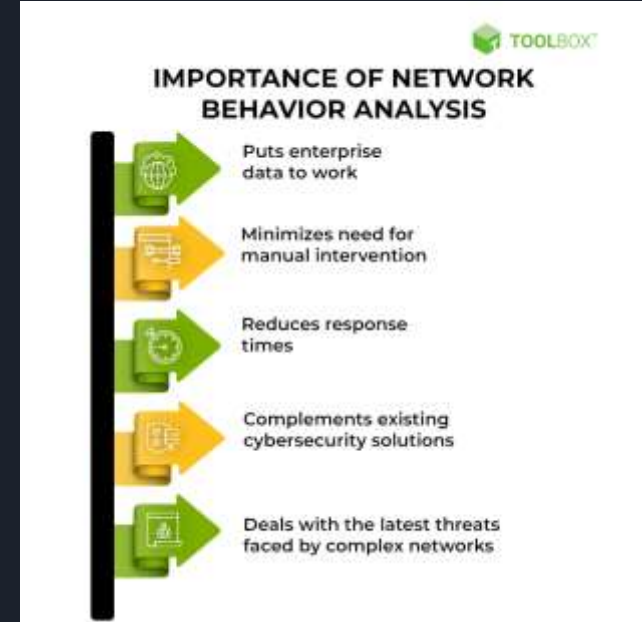 TOOLBOX™
IMPORTANCE OF NETWORK
BEHAVIOR ANALYSIS
Puts enterprise
data to work
Minimizes need for
manual intervention
Reduces response
times
Complements existing
cybersecurity solutions
Deals with the latest threats
faced by complex networks